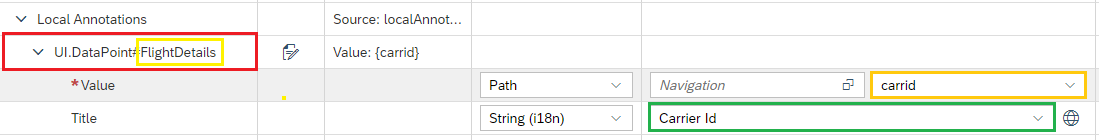 Local Annotations Source: localAnnot...
UI.DataPoint#FlightDetails Value: {carrid}
*Value Path Navigation carrid
Title String (i18n) Carrier Id